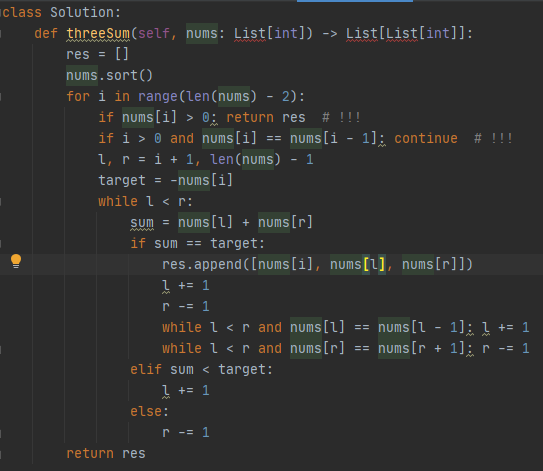 class Solution:
    def threeSum(self, nums: List[int]) -> List[List[int]]:
        res = []
        nums.sort()
        for i in range(len(nums) - 2):
            if nums[i] > 0: return res  # !!!
            if i > 0 and nums[i] == nums[i - 1]: continue  # !!!
            l, r = i + 1, len(nums) - 1
            target = -nums[i]
            while l < r:
                sum = nums[l] + nums[r]
                if sum == target:
                    res.append([nums[i], nums[l], nums[r]])
                    l += 1
                    r -= 1
                    while l < r and nums[l] == nums[l - 1]: l += 1
                    while l < r and nums[r] == nums[r + 1]: r -= 1
                elif sum < target:
                    l += 1
                else:
                    r -= 1
        return res